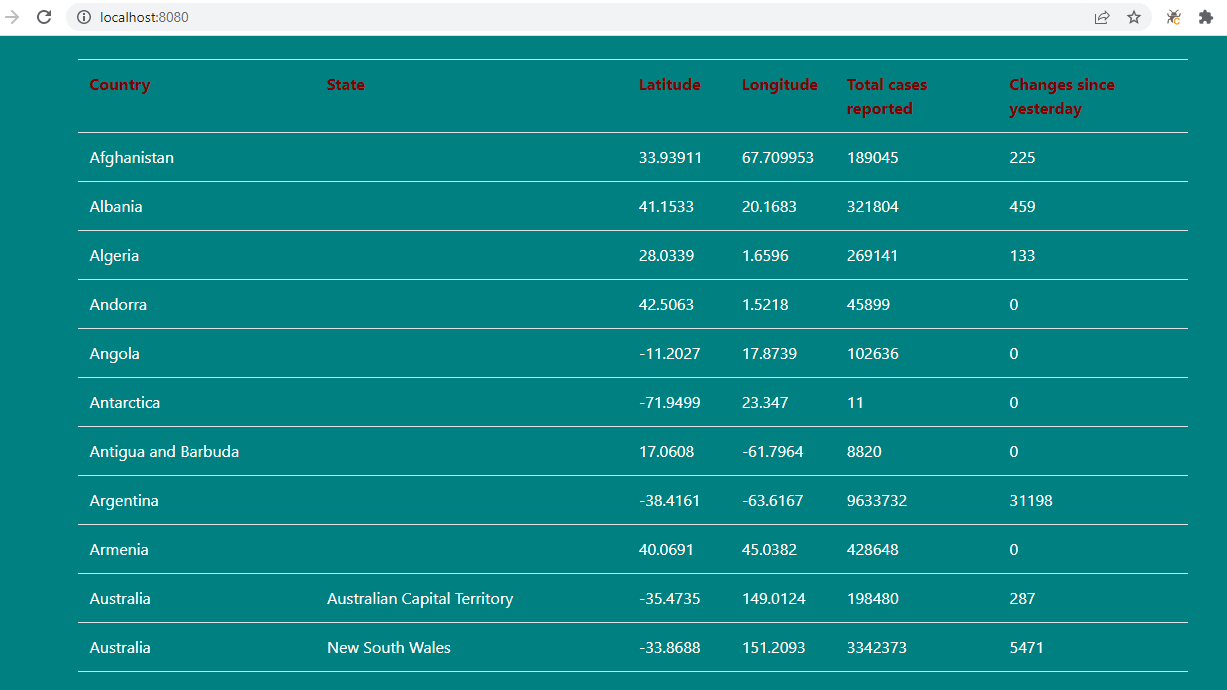 localhost:8080
Country State Latitude Longitude Total cases reported Changes since yesterday
Afghanistan 33.93911 67.709953 189045 225
Albania 41.1533 20.1683 321804 459
Algeria 28.0339 1.6596 269141 133
Andorra 42.5063 1.5218 45899 0
Angola -11.2027 17.8739 102636 0
Antarctica -71.9499 23.347 11 0
Antigua and Barbuda 17.0608 -61.7964 8820 0
Argentina -38.4161 -63.6167 9633732 31198
Armenia 40.0691 45.0382 428648 0
Australia Australian Capital Territory -35.4735 149.0124 198480 287
Australia New South Wales -33.8688 151.2093 3342373 5471